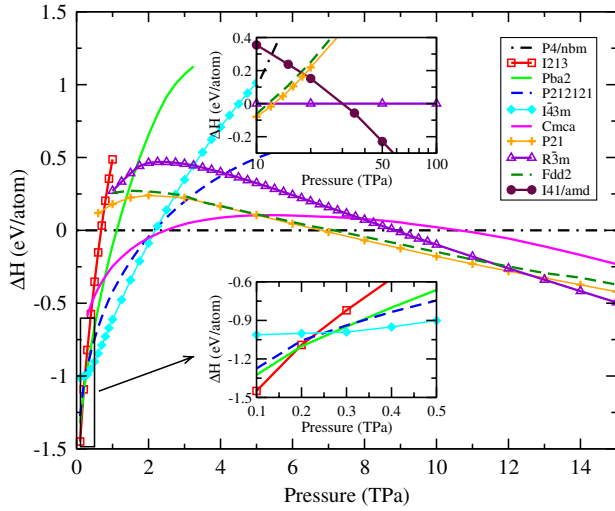 ΔH (eV/atom)
1.5
1
0.5
0
-0.5
-1
-1.5
0
2
4
6
8
10
12
14
Pressure (TPa)
ΔH (eV/atom)
0.4
0.2
0
-0.2
-0.4
10
50
100
Pressure (TPa)
P4/nbm
I213
Pba2
P212121
I4̄3m
Cmca
P21
R3̄m
Fdd2
I41/amd
ΔH (eV/atom)
-0.6
-0.9
-1.2
-1.5
0.1
0.2
0.3
0.4
0.5
Pressure (TPa)